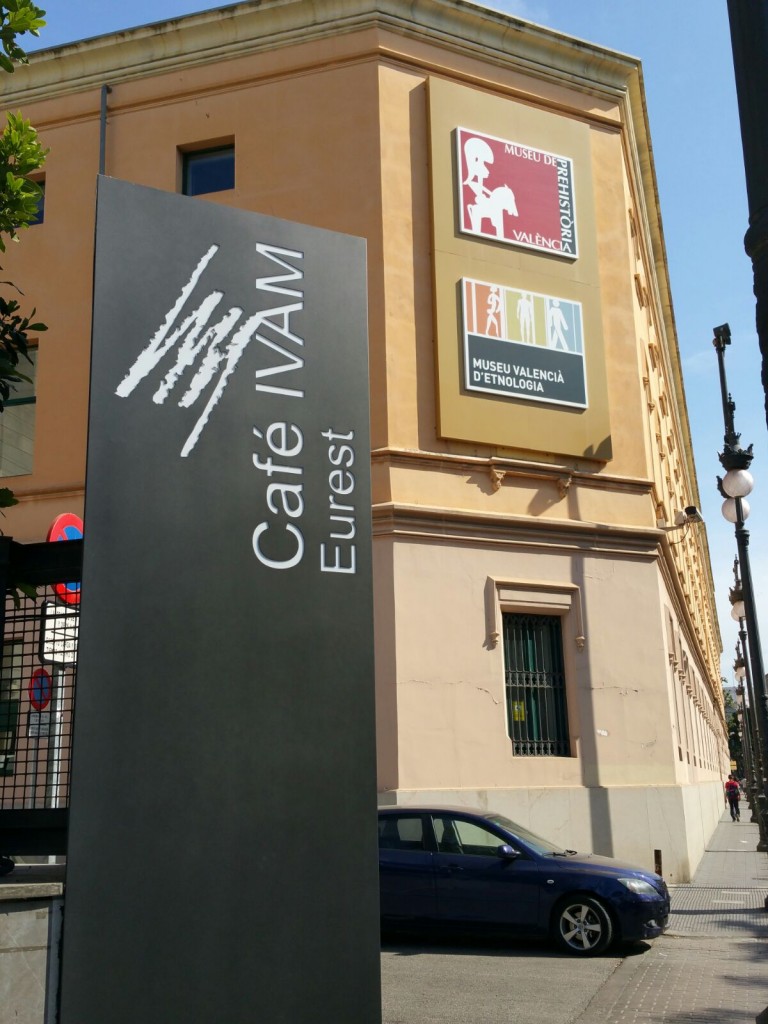 Café IVAM
Eurest
MUSEU DE
PREHISTÒRIA
VALÈNCIA
MUSEU VALENCIÀ
D'ETNOLOGIA